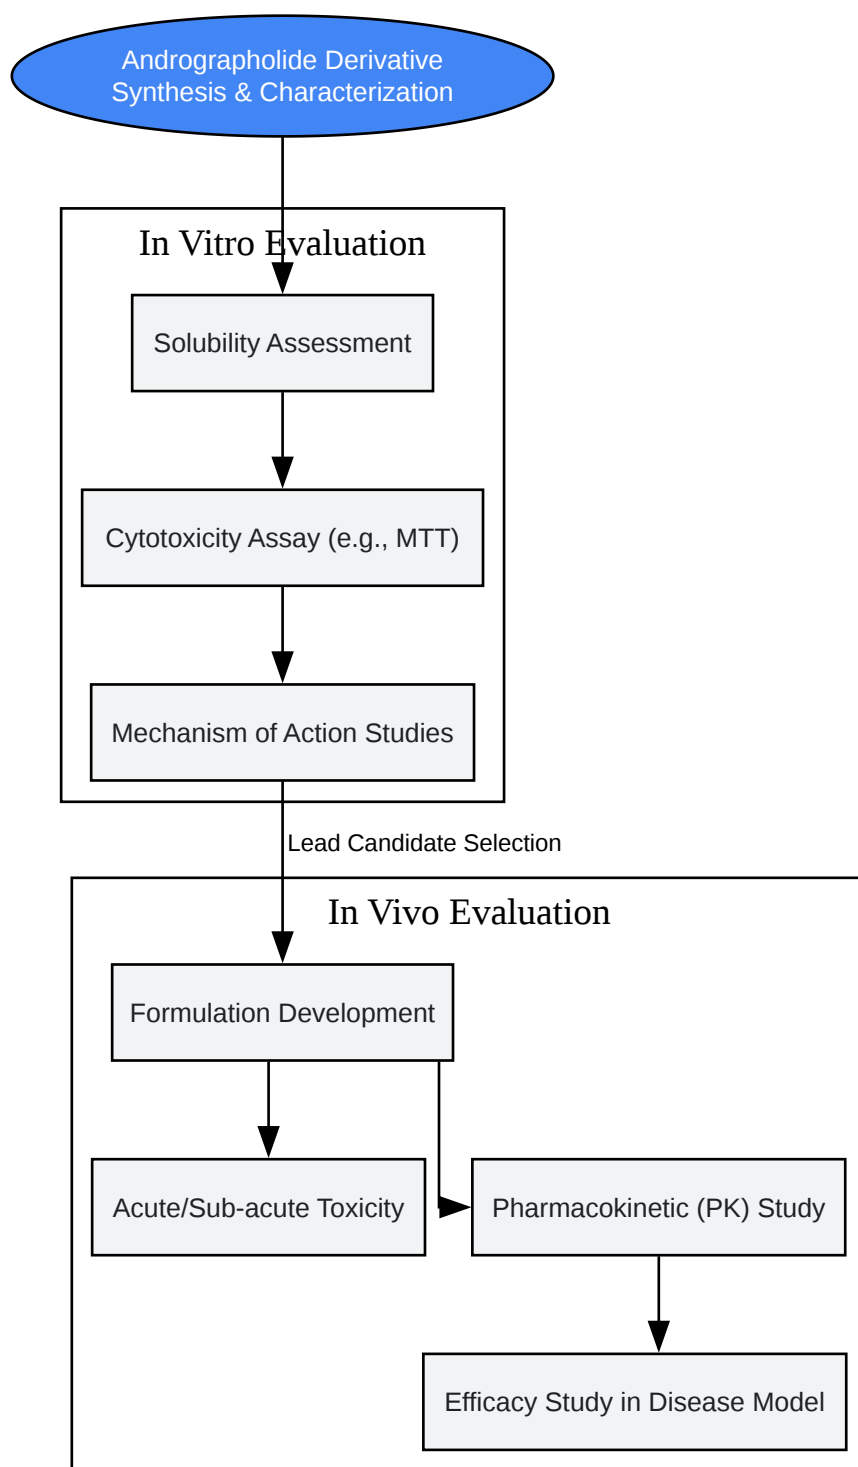 Andrographolide Derivative
Synthesis & Characterization
In Vitro Evaluation
Solubility Assessment
Cytotoxicity Assay (e.g., MTT)
Mechanism of Action Studies
Lead Candidate Selection
In Vivo Evaluation
Formulation Development
Acute/Sub-acute Toxicity
Pharmacokinetic (PK) Study
Efficacy Study in Disease Model